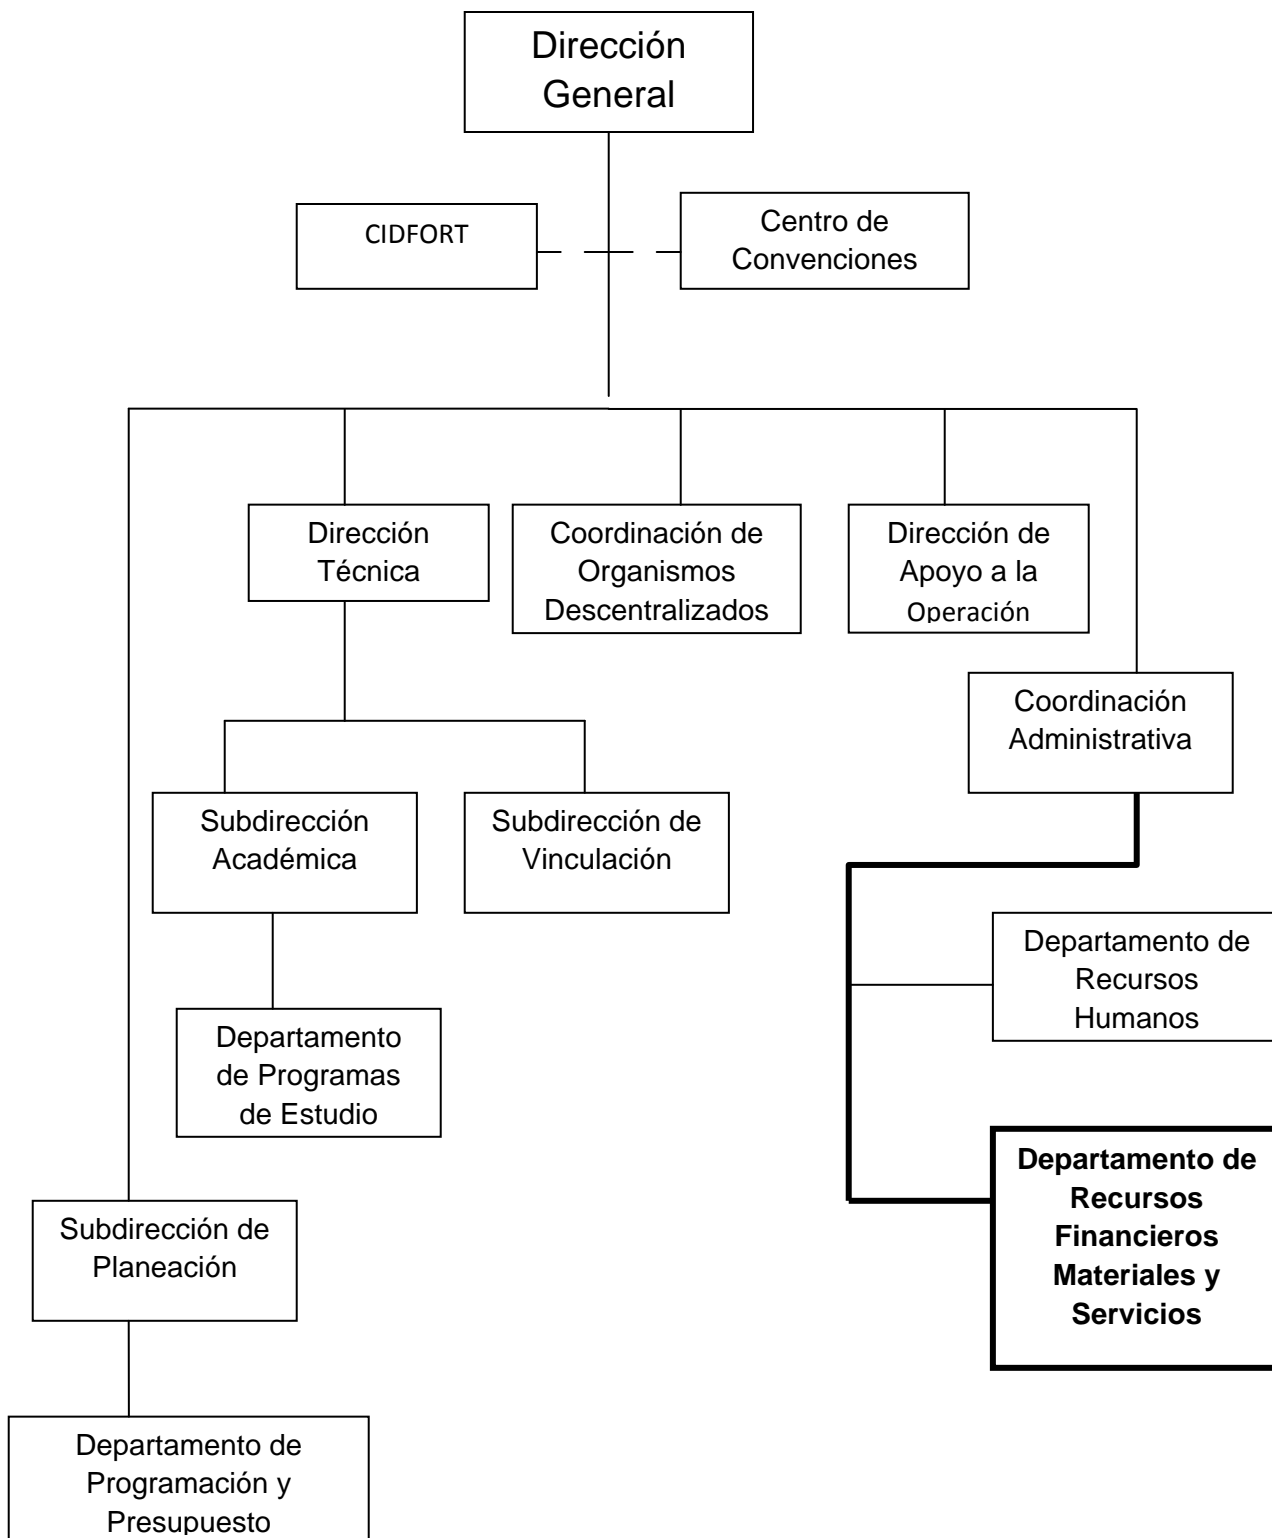 Dirección
General
CIDFORT
Centro de
Convenciones
Dirección
Técnica
Coordinación de
Organismos
Descentralizados
Dirección de
Apoyo a la
Operación
Coordinación
Administrativa
Subdirección
Académica
Subdirección de
Vinculación
Departamento de
Recursos
Humanos
Departamento
de Programas
de Estudio
Departamento de
Recursos
Financieros
Materiales y
Servicios
Subdirección de
Planeación
Departamento de
Programación y
Presupuesto